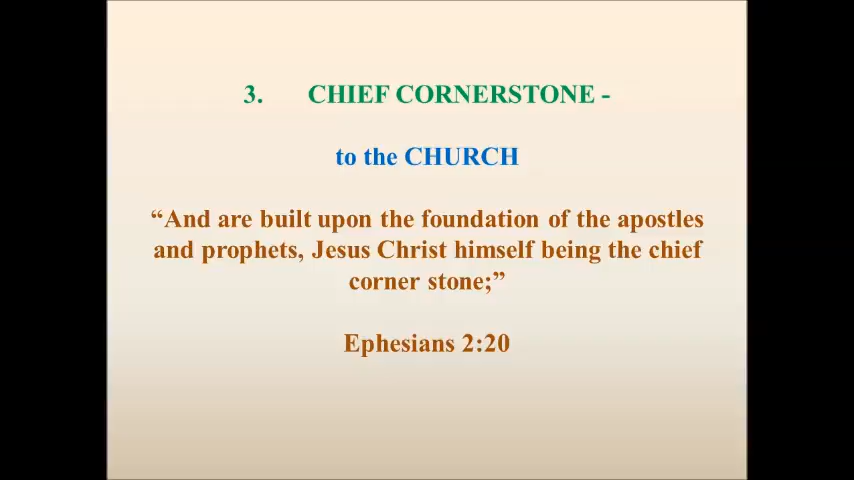 3. CHIEF CORNERSTONE -
to the CHURCH
“And are built upon the foundation of the apostles
and prophets, Jesus Christ himself being the chief
corner stone;”
Ephesians 2:20